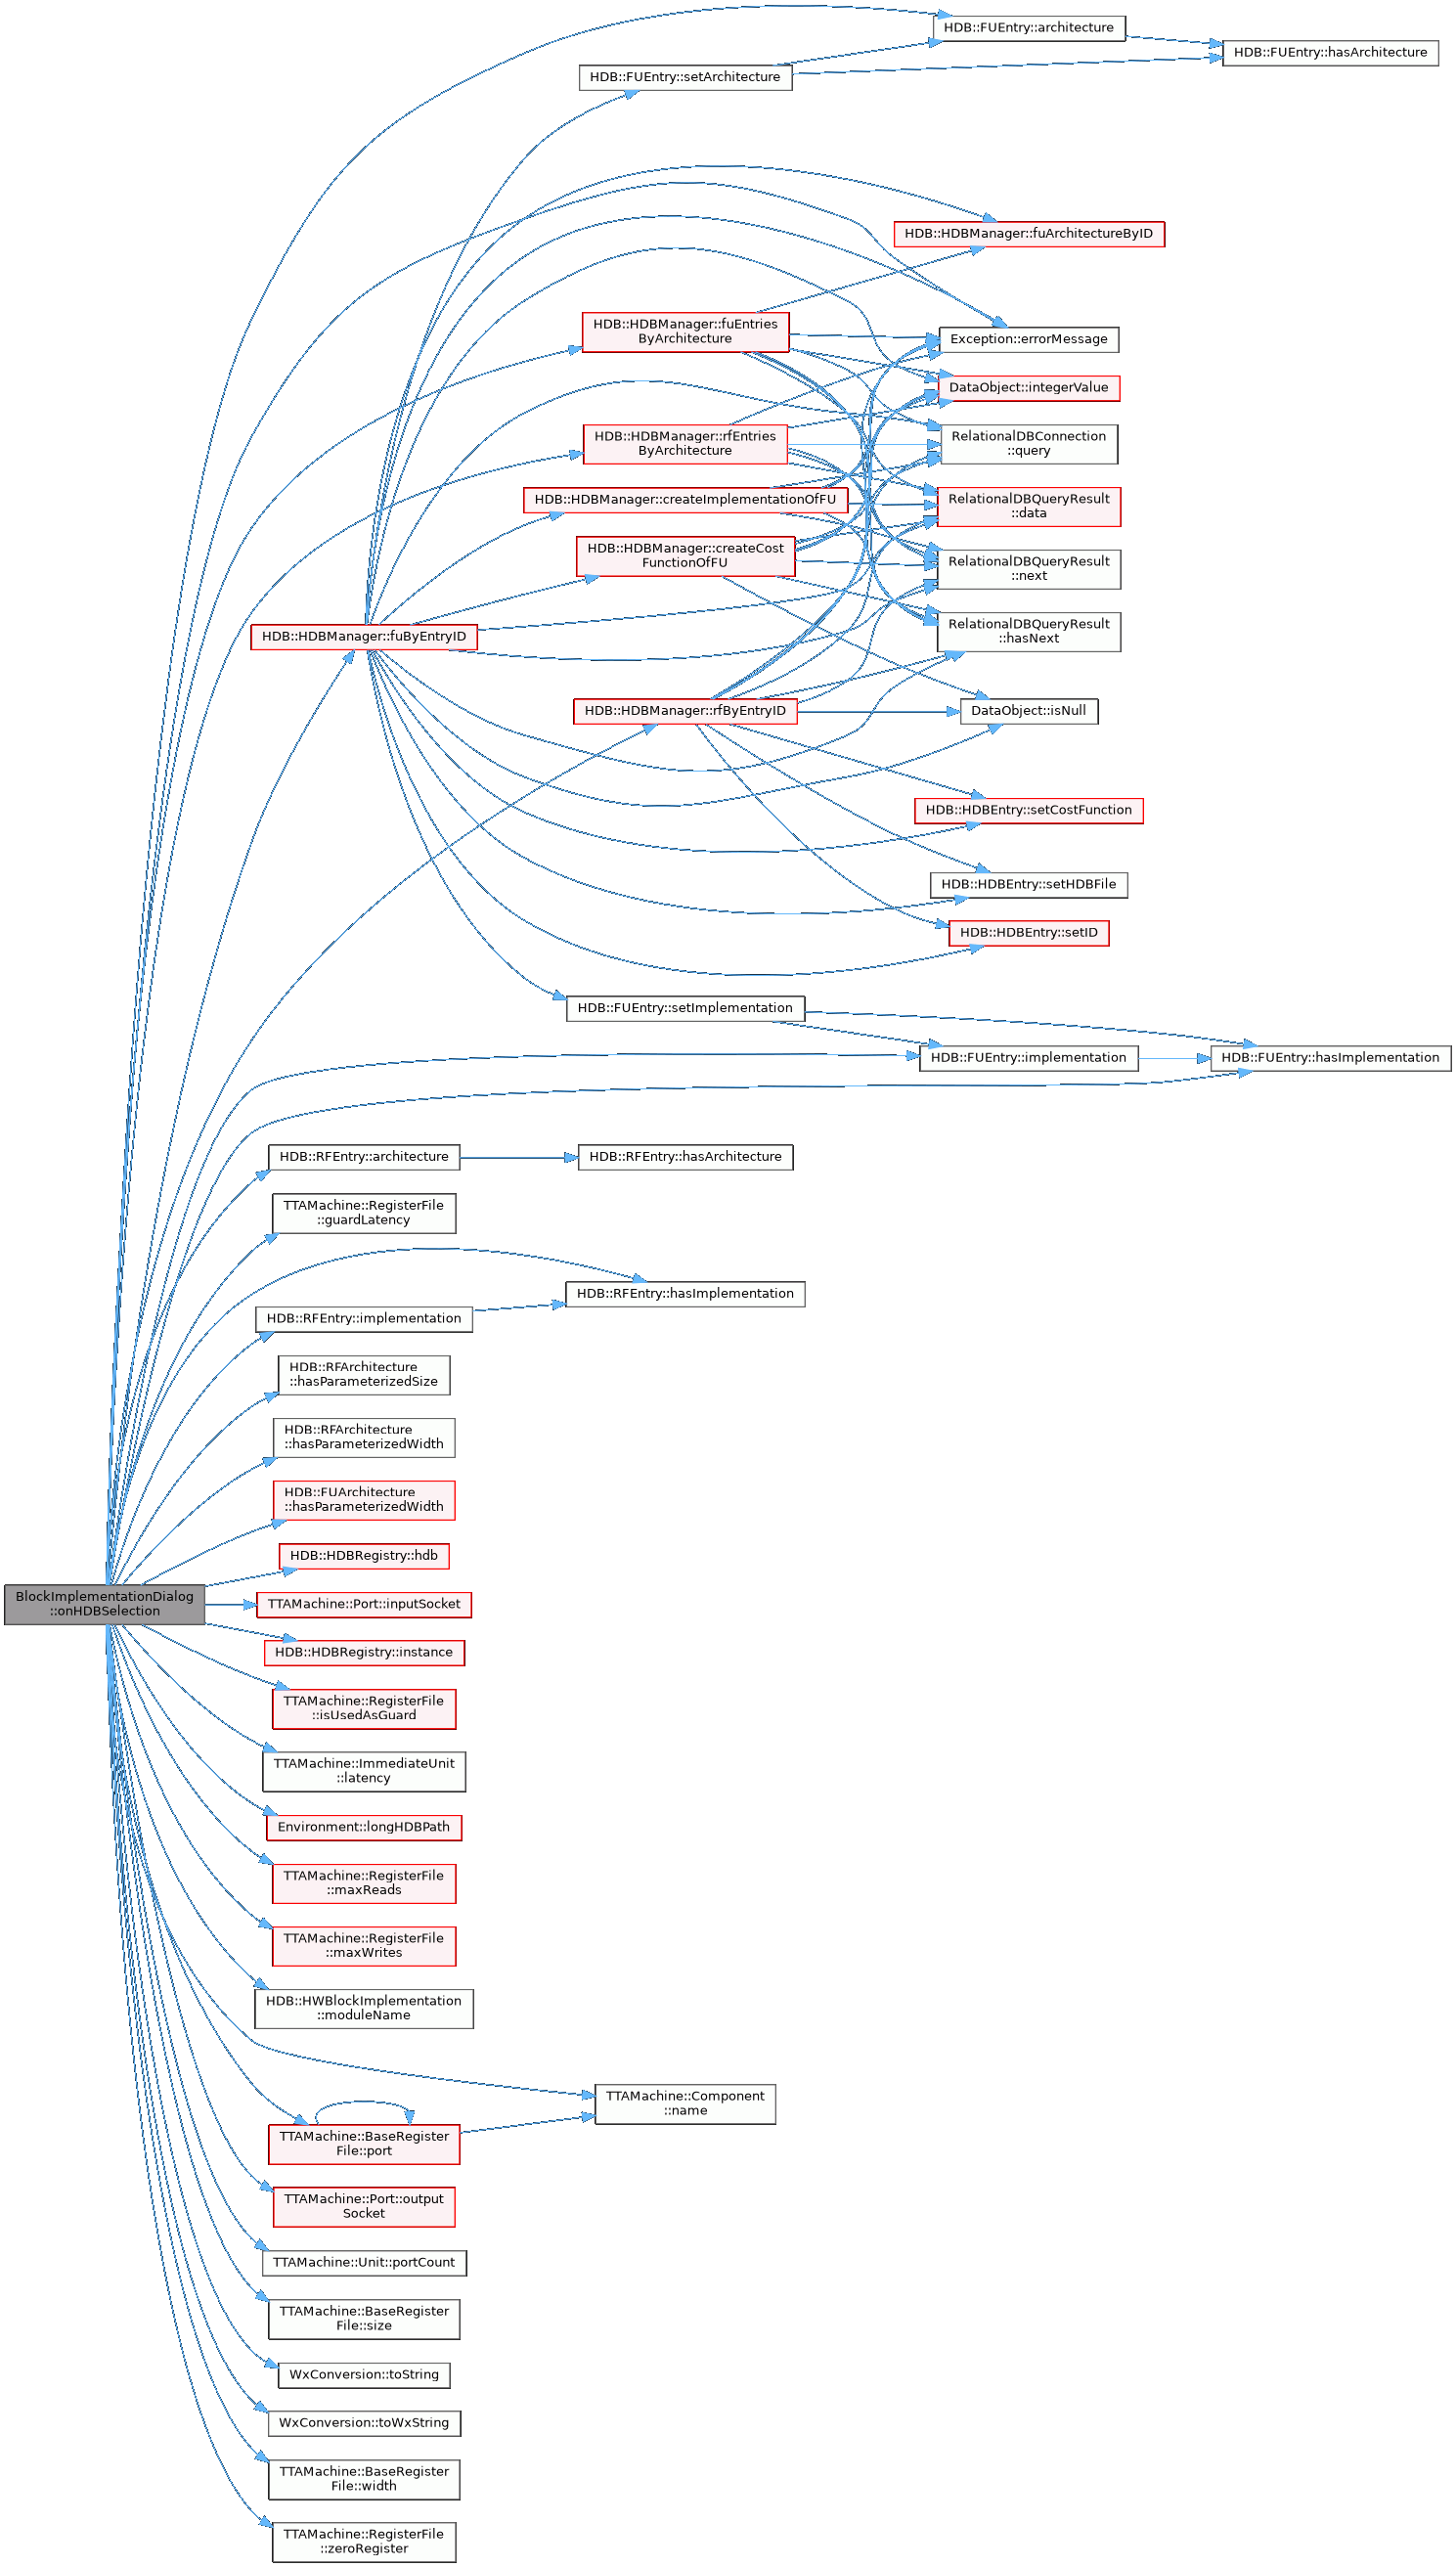 HDB::FUEntry::architecture
HDB::FUEntry::hasArchitecture
HDB::FUEntry::setArchitecture
HDB::HDBManager::fuArchitectureByID
HDB::HDBManager::fuEntries
ByArchitecture
Exception::errorMessage
DataObject::integerValue
HDB::HDBManager::rfEntries
ByArchitecture
RelationalDBConnection
::query
HDB::HDBManager::createImplementationOfFU
RelationalDBQueryResult
::data
HDB::HDBManager::createCost
FunctionOfFU
RelationalDBQueryResult
::next
HDB::HDBManager::fuByEntryID
RelationalDBQueryResult
::hasNext
HDB::HDBManager::rfByEntryID
DataObject::isNull
HDB::HDBEntry::setCostFunction
HDB::HDBEntry::setHDBFile
HDB::HDBEntry::setID
HDB::FUEntry::setImplementation
HDB::FUEntry::implementation
HDB::FUEntry::hasImplementation
HDB::RFEntry::architecture
HDB::RFEntry::hasArchitecture
TTAMachine::RegisterFile
::guardLatency
HDB::RFEntry::hasImplementation
HDB::RFEntry::implementation
HDB::RFArchitecture
::hasParameterizedSize
HDB::RFArchitecture
::hasParameterizedWidth
HDB::FUArchitecture
::hasParameterizedWidth
HDB::HDBRegistry::hdb
BlockImplementationDialog
::onHDBSelection
TTAMachine::Port::inputSocket
HDB::HDBRegistry::instance
TTAMachine::RegisterFile
::isUsedAsGuard
TTAMachine::ImmediateUnit
::latency
Environment::longHDBPath
TTAMachine::RegisterFile
::maxReads
TTAMachine::RegisterFile
::maxWrites
HDB::HWBlockImplementation
::moduleName
TTAMachine::Component
::name
TTAMachine::BaseRegister
File::port
TTAMachine::Port::output
Socket
TTAMachine::Unit::portCount
TTAMachine::BaseRegister
File::size
WxConversion::toString
WxConversion::toWxString
TTAMachine::BaseRegister
File::width
TTAMachine::RegisterFile
::zeroRegister